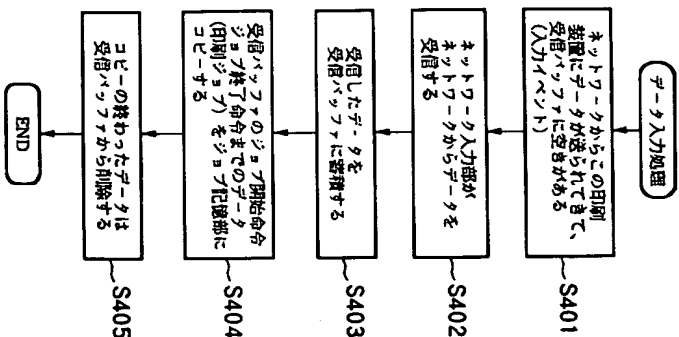 データ入力処理
ネットワークからこの印刷
装置にデータが送られてきて、
受信バッファに空きがある
(入力イベント)
S401
ネットワーク入力部が
ネットワークからデータを
受信する
S402
受信したデータを
受信バッファに蓄積する
S403
受信バッファのジョブ開始命令
ジョブ終了命令までのデータ
(印刷ジョブ)をジョブ記憶部に
コピーする
S404
コピーの終わったデータは
受信バッファから削除する
S405
END